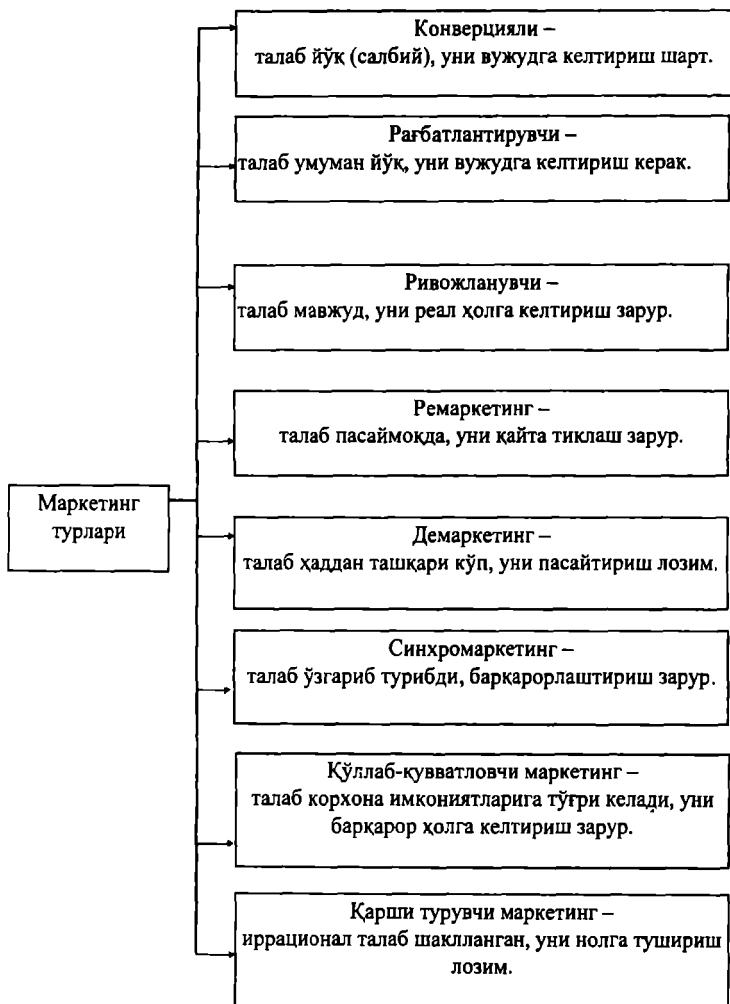 Конверцияли –
талаб йўқ (салбий), уни вужудга келтириш шарт.
Рағбатлантирувчи –
талаб умуман йўқ, уни вужудга келтириш керак.
Ривожланувчи –
талаб мавжуд, уни реал ҳолга келтириш зарур.
Ремаркетинг –
талаб пасаймоқда, уни қайта тиклаш зарур.
Маркетинг
турлари
Демаркетинг –
талаб ҳаддан ташқари кўп, уни пасайтириш лозим.
Синхромаркетинг –
талаб ўзгариб турибди, барқарорлаштириш зарур.
Қўллаб-қувватловчи маркетинг –
талаб корхона имкониятларига тўғри келади, уни
барқарор ҳолга келтириш зарур.
Қарши турувчи маркетинг –
иррационал талаб шаклланган, уни нолга тушириш
лозим.